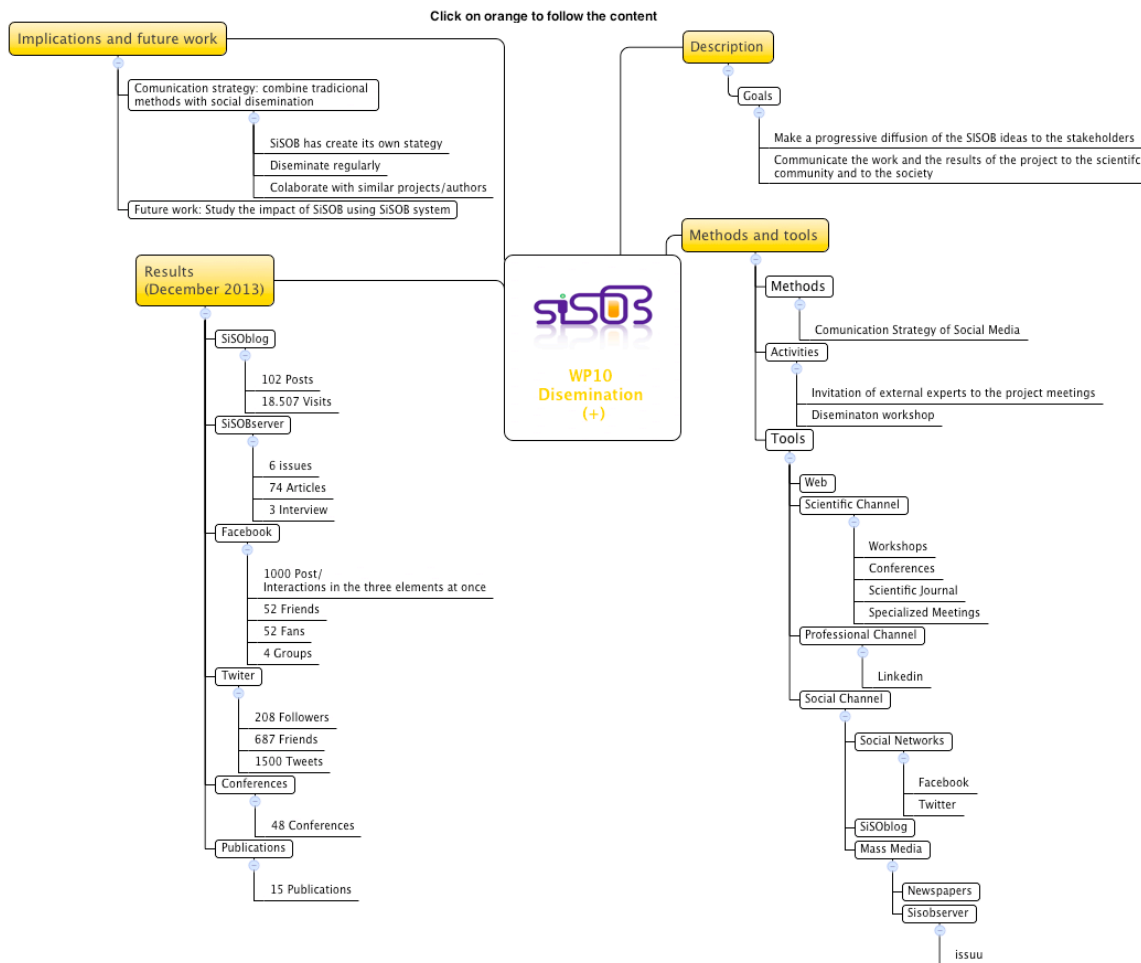 Click on orange to follow the content
Implications and future work
Comunication strategy: combine tradicional
methods with social disemination
SiSOB has create its own stategy
Diseminate regularly
Colaborate with similar projects/authors
Future work: Study the impact of SiSOB using SiSOB system
Results
(December 2013)
SiSOblog
102 Posts
18.507 Visits
SiSOBserver
6 issues
74 Articles
3 Interview
Facebook
1000 Post/
Interactions in the three elements at once
52 Friends
52 Fans
4 Groups
Twiter
208 Followers
687 Friends
1500 Tweets
Conferences
48 Conferences
Publications
15 Publications
siSOB
WP10
Disemination
(+)
Description
Goals
Make a progressive diffusion of the SISOB ideas to the stakeholders
Communicate the work and the results of the project to the scientifc
community and to the society
Methods and tools
Methods
Comunication Strategy of Social Media
Activities
Invitation of external experts to the project meetings
Diseminaton workshop
Tools
Web
Scientific Channel
Workshops
Conferences
Scientific Journal
Specialized Meetings
Professional Channel
Linkedin
Social Channel
Social Networks
Facebook
Twitter
SiSOblog
Mass Media
Newspapers
Sisobserver
issuu